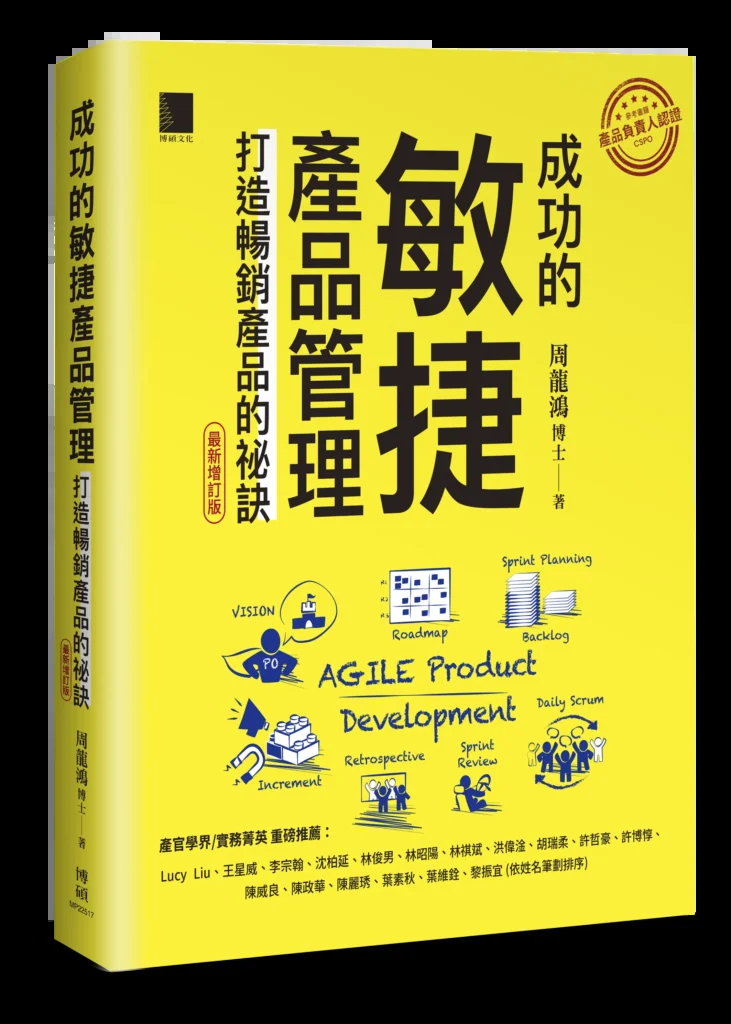 成功的敏捷產品管理
打造暢銷產品的祕訣
最新增訂版
周龍鴻博士 著
博碩
MP22517
參考書籍
產品負責人認證
CSPO
博碩文化
成功的
敏捷
產品管理
打造暢銷產品的祕訣
最新增訂版
周龍鴻 博士 著
VISION
PO
Roadmap
Sprint Planning
Backlog
AGILE Product
Development
Daily Scrum
Increment
Retrospective
Sprint
Review
產官學界/實務菁英 重磅推薦：
Lucy Liu、王星威、李宗翰、沈柏延、林俊男、林昭陽、林祺斌、洪偉淦、胡瑞柔、許哲豪、許博惇、
陳威良、陳政華、陳麗琇、葉素秋、葉維銓、黎振宜 (依姓名筆劃排序)